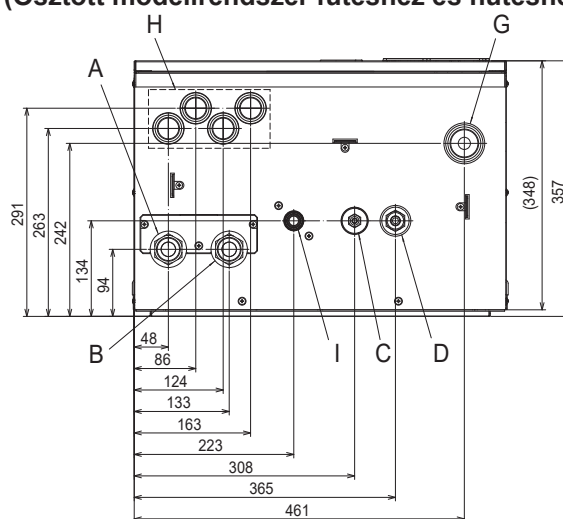 (Osztott modellrendszer fűtéshez és hűtéshe
H
G
A
291
263
242
134
94
(348)
357
48
B
I
C
D
86
124
133
163
223
308
365
461